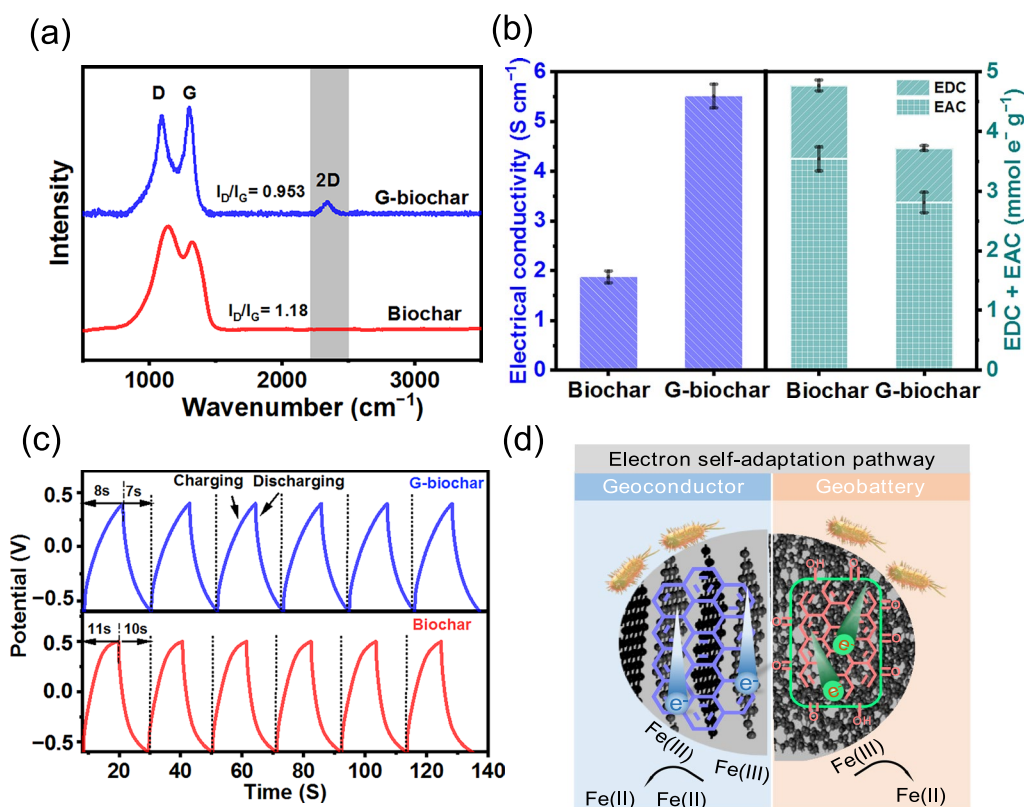 (a)
D G
2D
I_D/I_G= 0.953
G-biochar
I_D/I_G= 1.18
Biochar
Intensity
1000 2000 3000
Wavenumber (cm⁻¹)
(b)
Electrical conductivity (S cm⁻¹)
6
5
4
3
2
1
0
EDC
EAC
5
4
3
2
1
0
EDC + EAC (mmol e⁻ g⁻¹)
Biochar G-biochar Biochar G-biochar
(c)
Potential (V)
0.5
0.0
−0.5
8s 7s
Charging Discharging
G-biochar
0.5
0.0
−0.5
11s 10s
Biochar
20 40 60 80 100 120 140
Time (S)
(d)
Electron self-adaptation pathway
Geoconductor Geobattery
OH
e⁻
e⁻
e
e
OH
Fe(III)
Fe(III)
Fe(II) Fe(II)
Fe(III)
Fe(II)